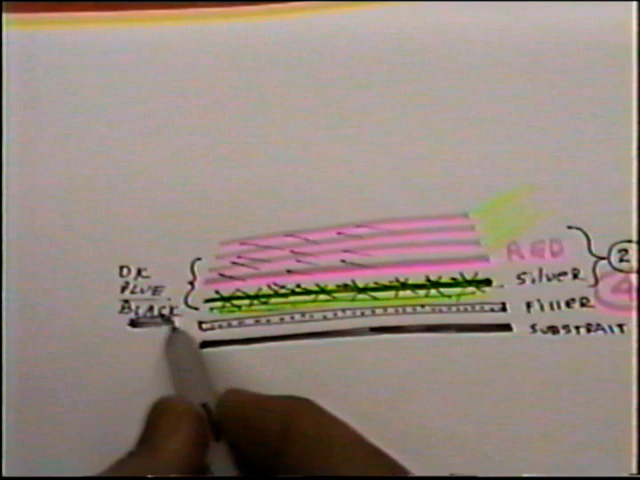 DK
BLUE
BLACK
RED
SILVER
FILLER
SUBSTRAIT
2
4